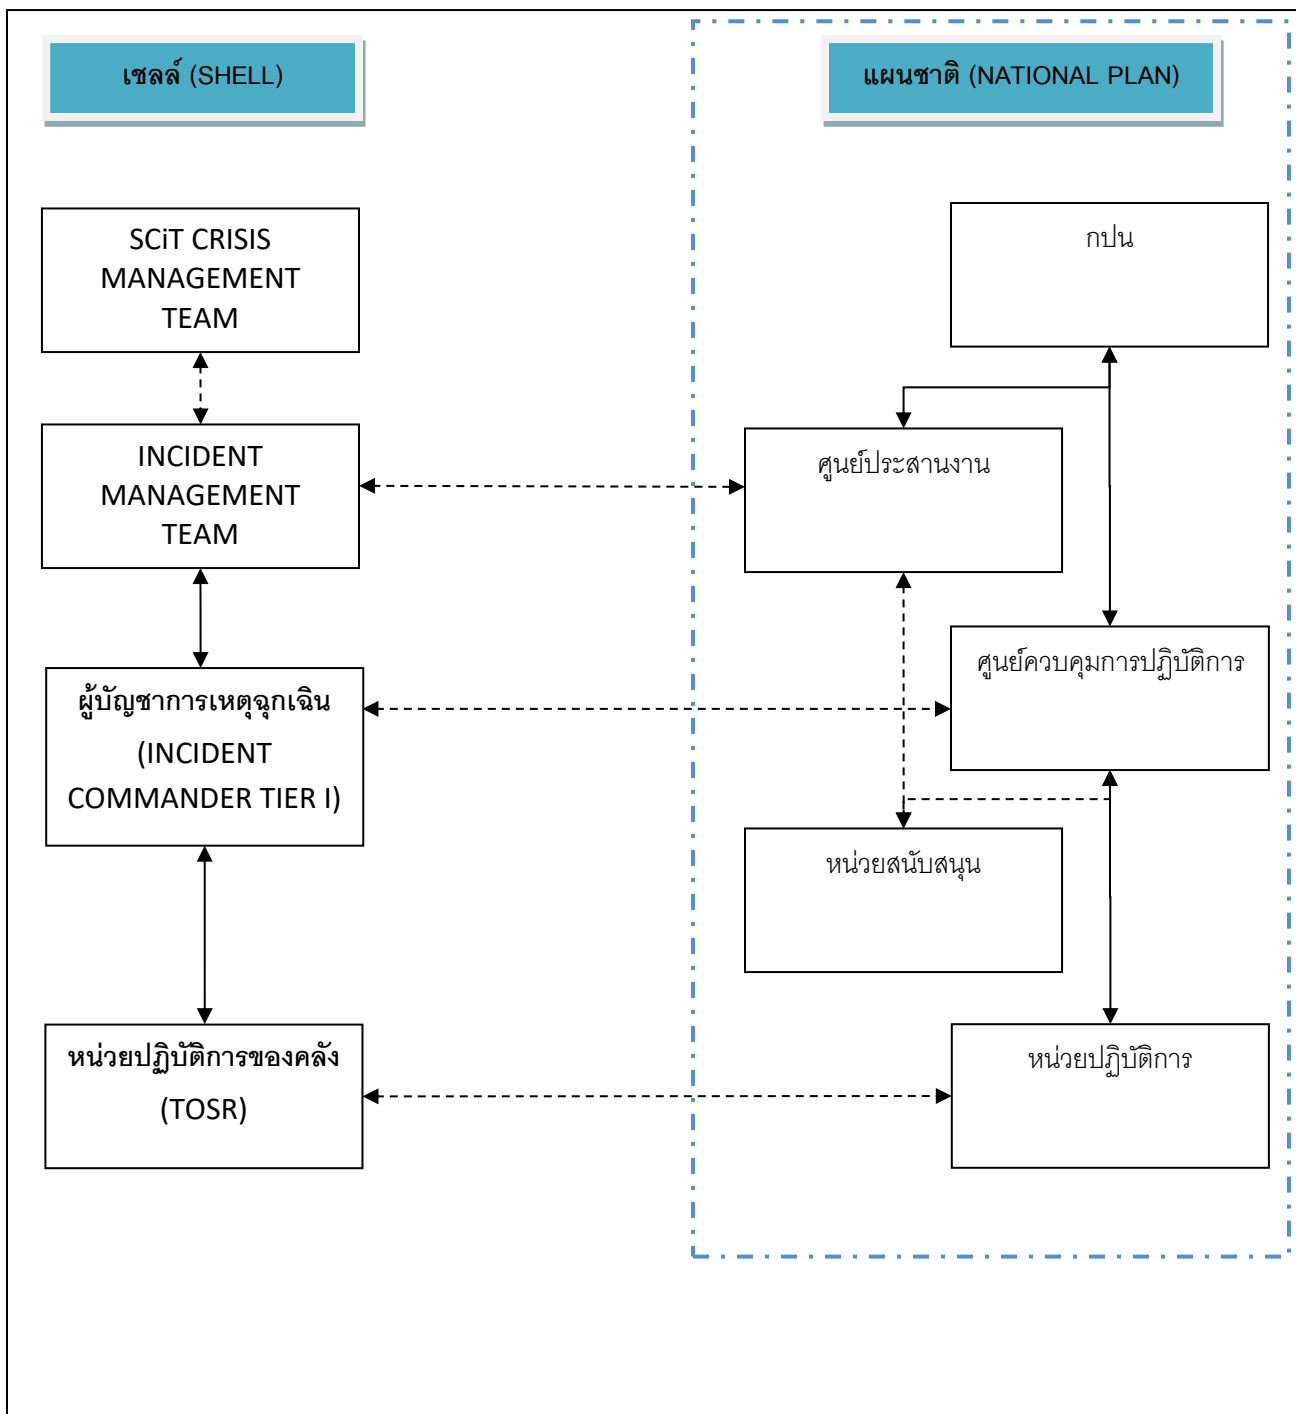 เชลล์ (SHELL)
แผนชาติ (NATIONAL PLAN)
SCiT CRISIS
MANAGEMENT
TEAM
กปน
INCIDENT
MANAGEMENT
TEAM
ศูนย์ประสานงาน
ผู้บัญชาการเหตุฉุกเฉิน
(INCIDENT
COMMANDER TIER I)
ศูนย์ควบคุมการปฏิบัติการ
หน่วยสนับสนุน
หน่วยปฏิบัติการของคลัง
(TOSR)
หน่วยปฏิบัติการ